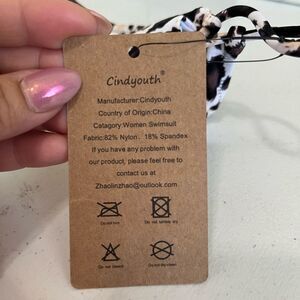 Cindyouth®
Manufacturer:Cindyouth
Country of Origin:China
Catagory:Women Swimsuit
Fabric:82% Nylon, 18% Spandex
If you have any problem with
our product, please feel free to
contact us at
Zhaolinzhao@outlook.com
Do not iron
Do not tumble dry
Do not bleach
Do not dry clean